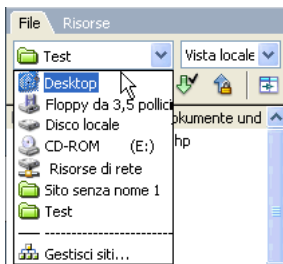 File Risorse
Test Vista locale
Desktop
Floppy da 3,5 pollici
Disco locale
okumente und
CD-ROM (E:)
hp
Risorse di rete
Sito senza nome 1
Test
Gestisci siti...